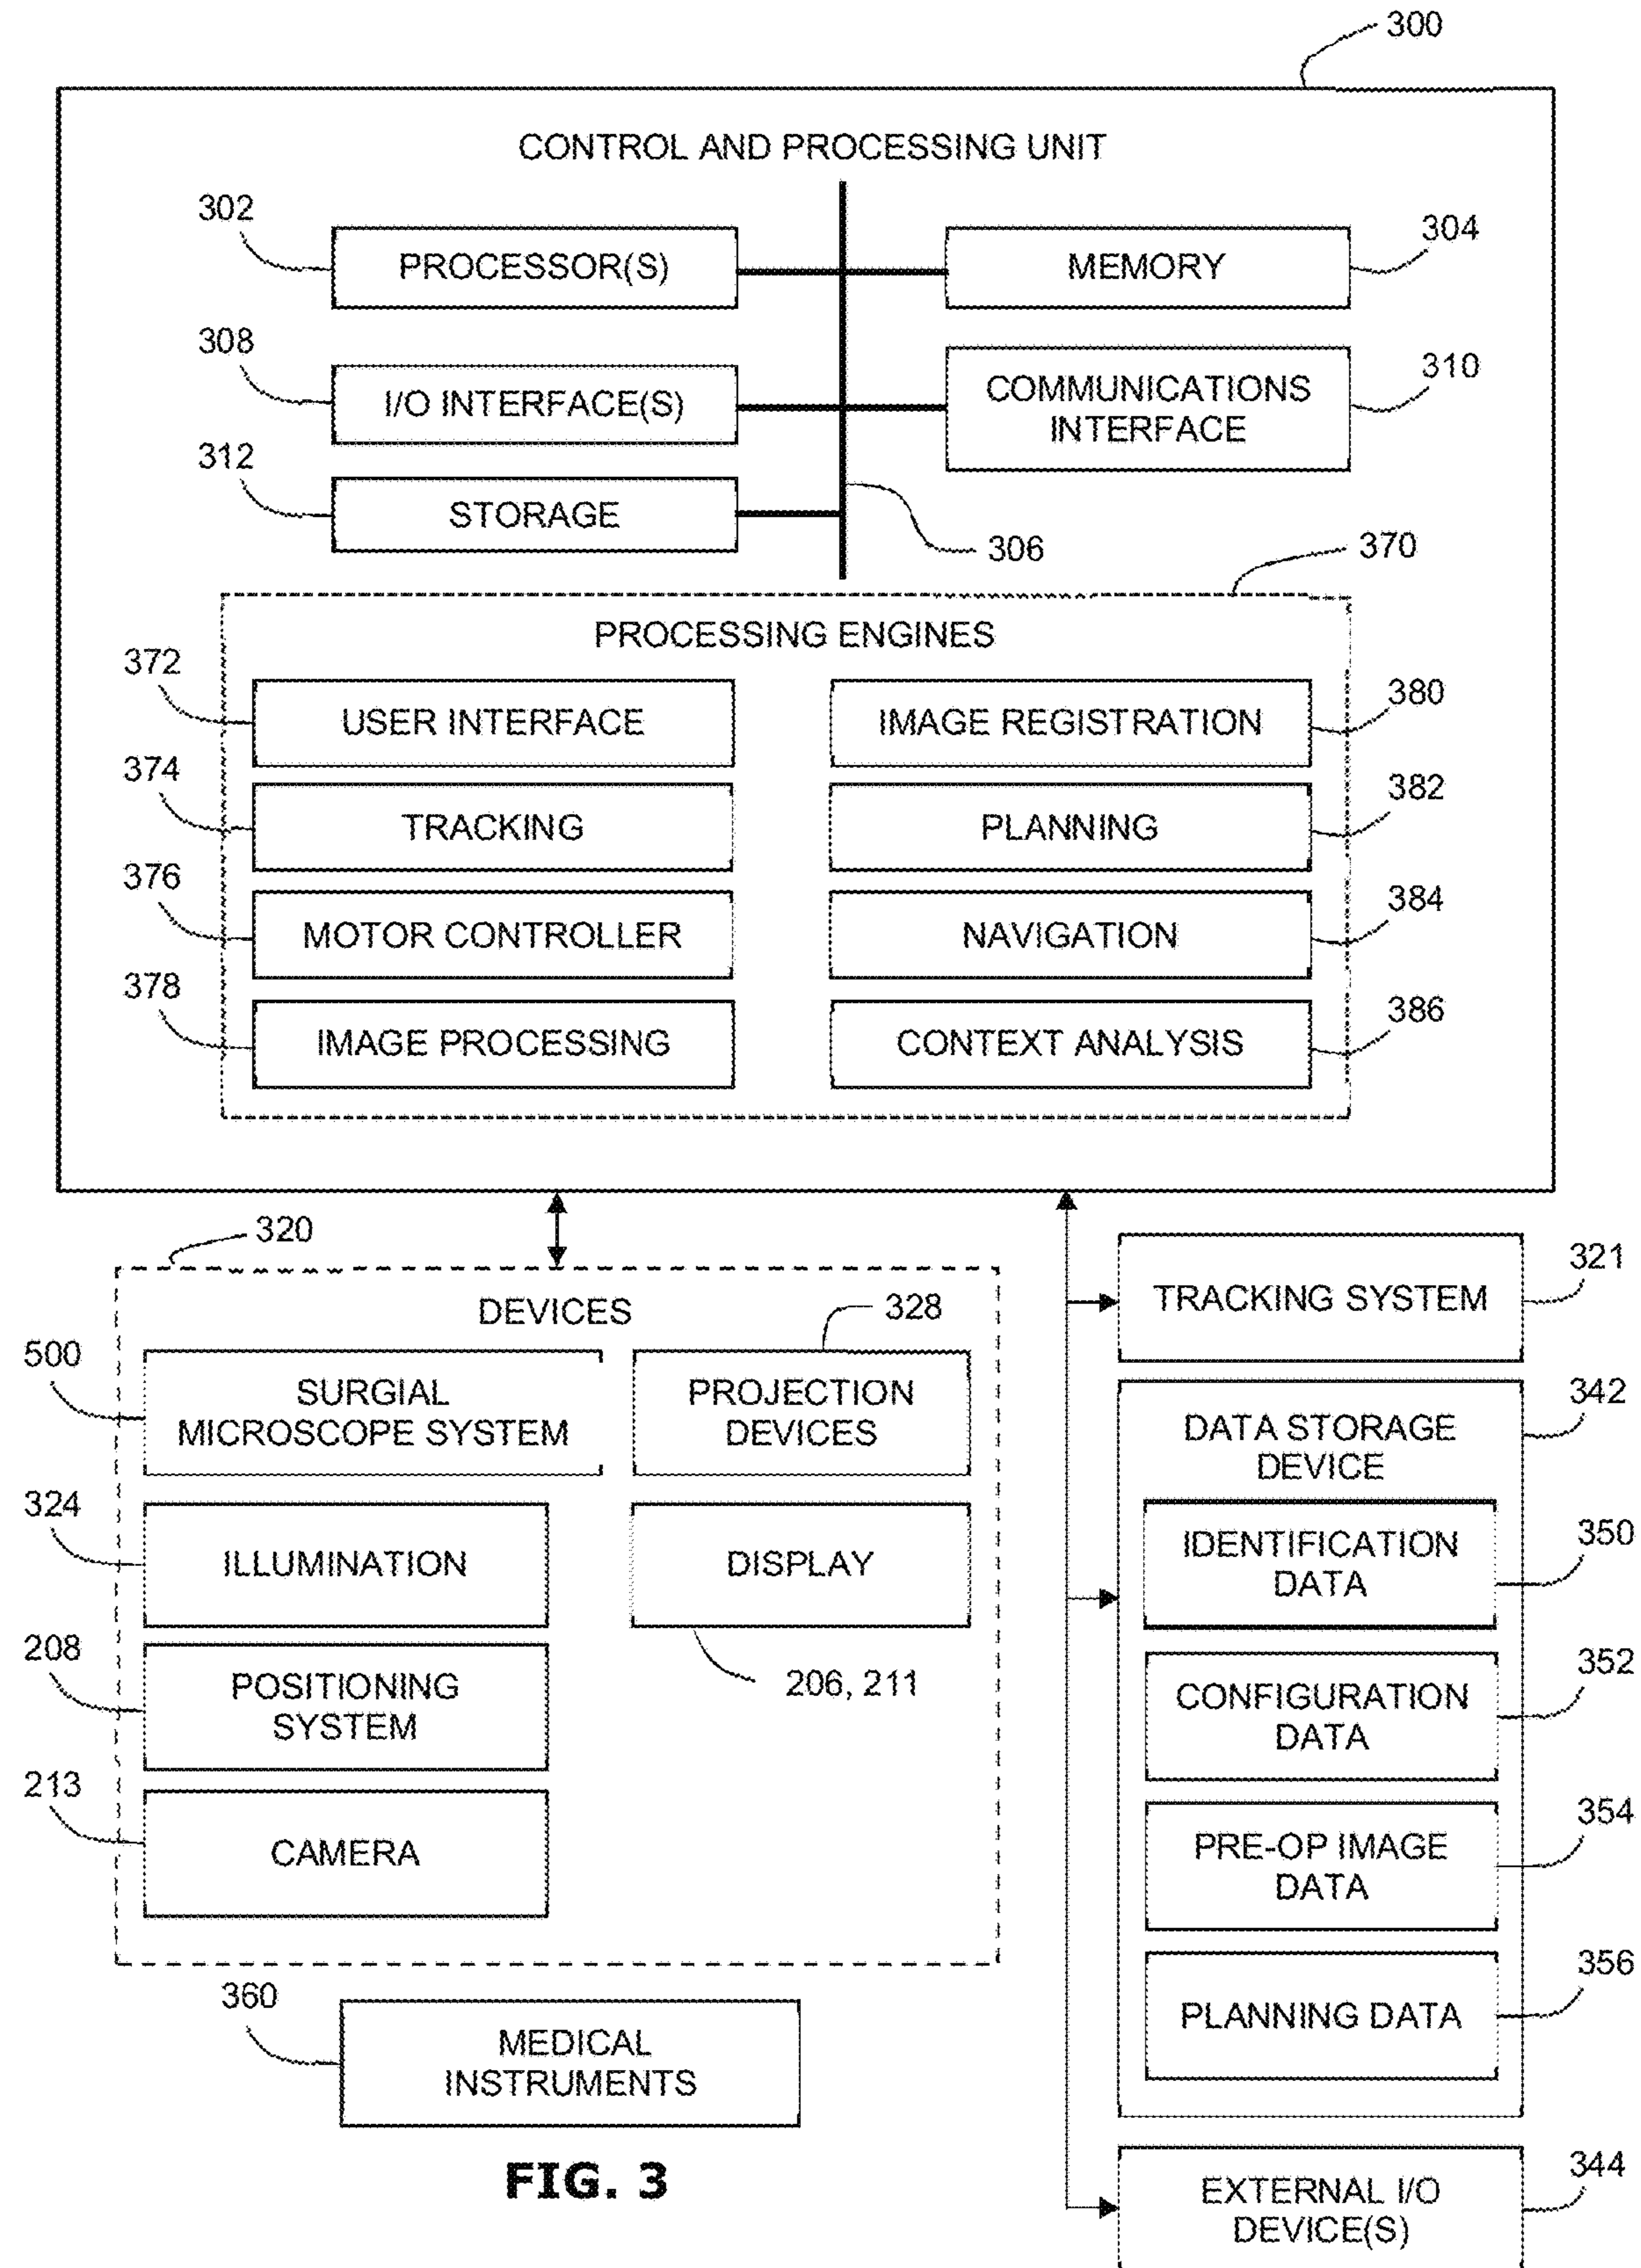 300
CONTROL AND PROCESSING UNIT
302
PROCESSOR(S)
MEMORY
304
308
I/O INTERFACE(S)
COMMUNICATIONS
INTERFACE
310
312
STORAGE
306
370
PROCESSING ENGINES
372
USER INTERFACE
IMAGE REGISTRATION
380
374
TRACKING
PLANNING
382
376
MOTOR CONTROLLER
NAVIGATION
384
378
IMAGE PROCESSING
CONTEXT ANALYSIS
386
320
DEVICES
500
SURGIAL
MICROSCOPE SYSTEM
328
PROJECTION
DEVICES
324
ILLUMINATION
DISPLAY
206, 211
208
POSITIONING
SYSTEM
213
CAMERA
360
MEDICAL
INSTRUMENTS
321
TRACKING SYSTEM
342
DATA STORAGE
DEVICE
350
IDENTIFICATION
DATA
352
CONFIGURATION
DATA
354
PRE-OP IMAGE
DATA
356
PLANNING DATA
344
EXTERNAL I/O
DEVICE(S)
FIG. 3